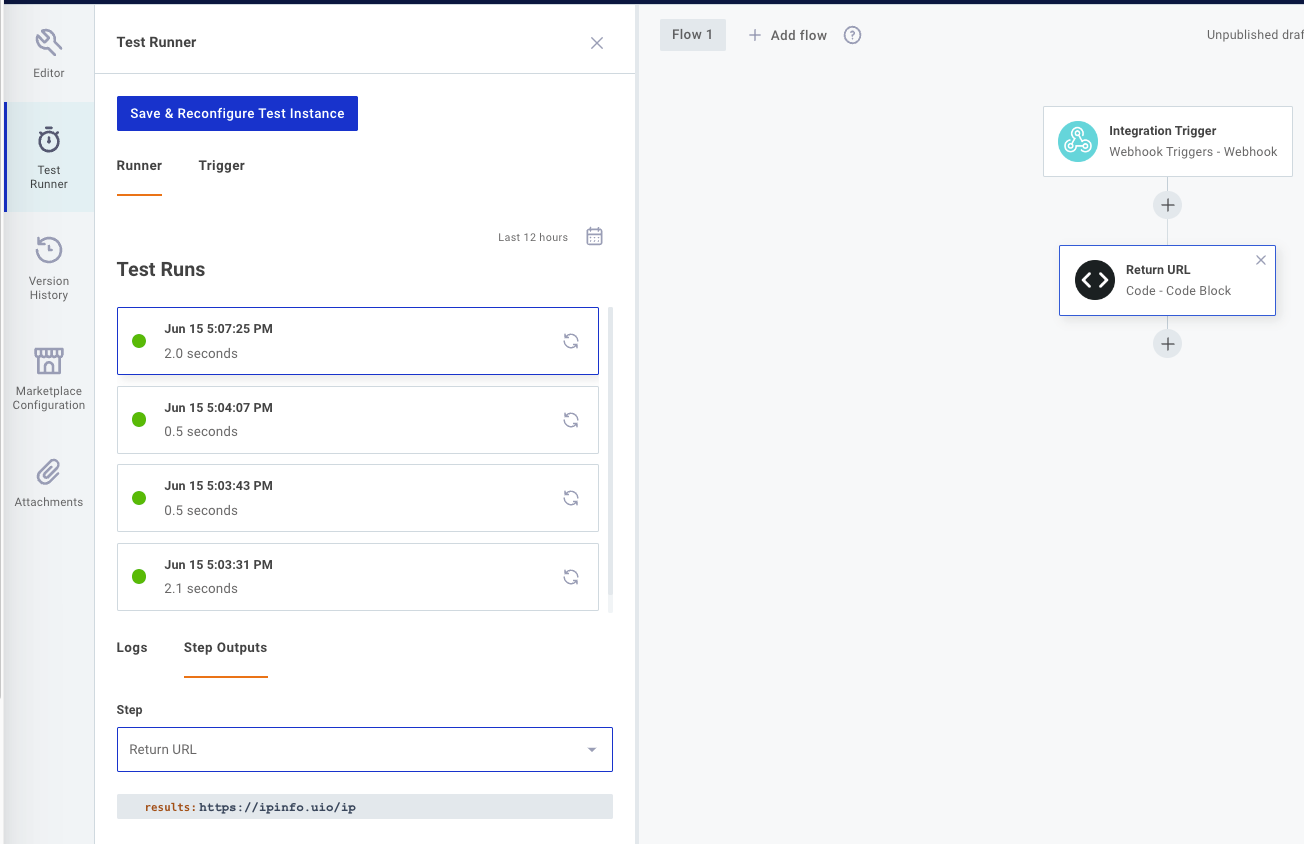 Editor
Test
Runner
Version
History
Marketplace
Configuration
Attachments
Test Runner
Save & Reconfigure Test Instance
Runner
Trigger
Last 12 hours
Test Runs
Jun 15 5:07:25 PM
2.0 seconds
Jun 15 5:04:07 PM
0.5 seconds
Jun 15 5:03:43 PM
0.5 seconds
Jun 15 5:03:31 PM
2.1 seconds
Logs
Step Outputs
Step
Return URL
results: https://ipinfo.uio/ip
Flow 1
+ Add flow
?
Unpublished draf
Integration Trigger
Webhook Triggers - Webhook
Return URL
Code - Code Block